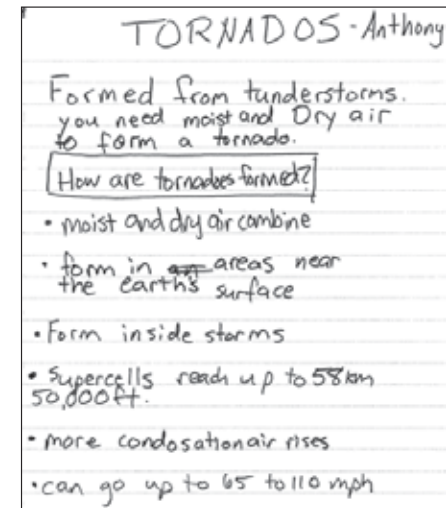 TORNADOS - Anthony
Formed from tunderstorms.
you need moist and Dry air
to form a tornado.
How are tornadoes formed?
• moist and dry air combine
• form in areas near
the earth's surface
• Form inside storms
• Supercells reach up to 58km
50,000ft.
• more condosation air rises
• can go up to 65 to 110 mph